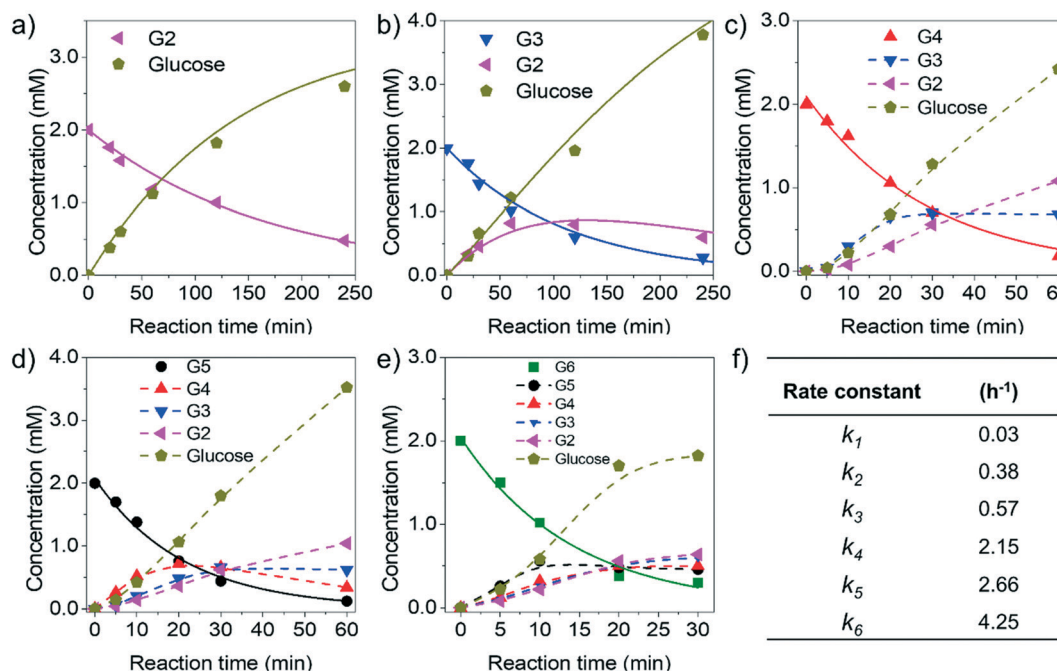 a)
G2
Glucose
Concentration (mM)
3.0
2.0
1.0
0.0
0 50 100 150 200 250
Reaction time (min)
b)
G3
G2
Glucose
Concentration (mM)
4.0
3.0
2.0
1.0
0.0
0 50 100 150 200 250
Reaction time (min)
c)
G4
G3
G2
Glucose
Concentration (mM)
3.0
2.0
1.0
0.0
0 10 20 30 40 50
Reaction time (min)
d)
G5
G4
G3
G2
Glucose
Concentration (mM)
4.0
3.0
2.0
1.0
0.0
0 10 20 30 40 50 60
Reaction time (min)
e)
G6
G5
G4
G3
G2
Glucose
Concentration (mM)
3.0
2.0
1.0
0.0
0 5 10 15 20 25 30
Reaction time (min)
f)
Rate constant (h⁻¹)
k₁ 0.03
k₂ 0.38
k₃ 0.57
k₄ 2.15
k₅ 2.66
k₆ 4.25